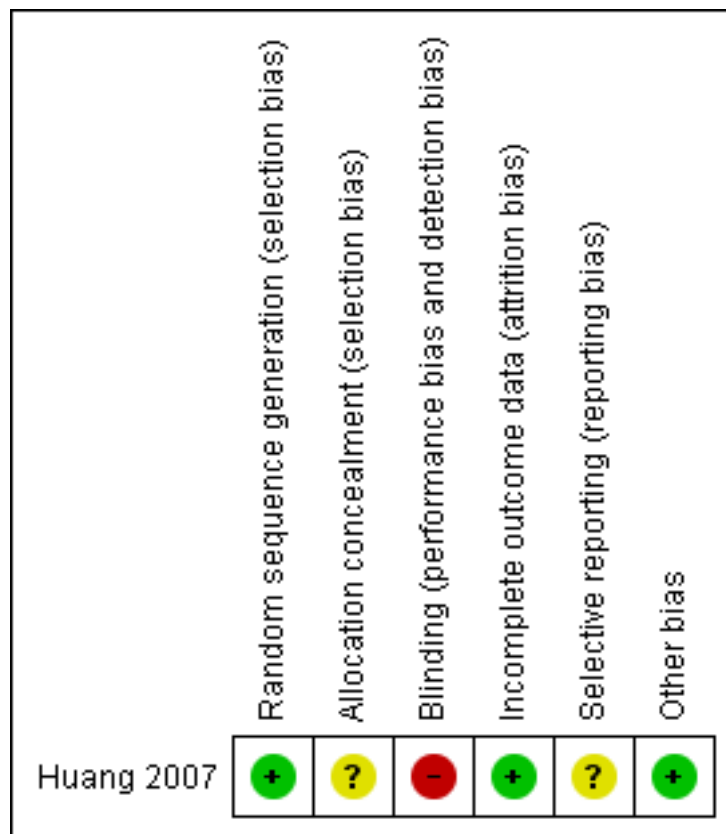 Random sequence generation (selection bias)
Allocation concealment (selection bias)
Blinding (performance bias and detection bias)
Incomplete outcome data (attrition bias)
Selective reporting (reporting bias)
Other bias
Huang 2007 + ? - + ? +